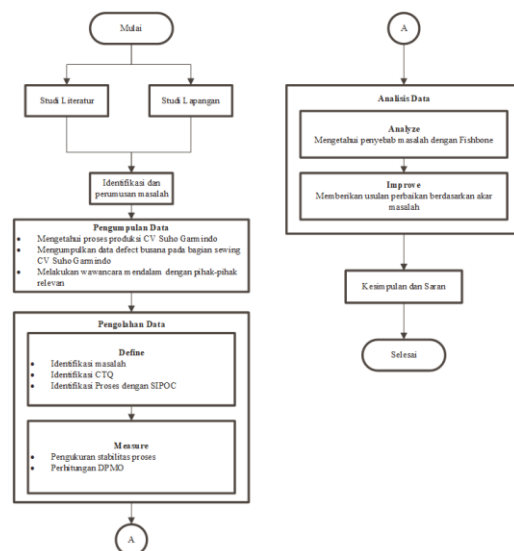 Mulai
Studi Literatur
Studi Lapangan
Identifikasi dan
perumusan masalah
Pengumpulan Data
• Mengetahui proses produksi CV Suho Garmindo
• Mengumpulkan data defect busana pada bagian sewing
CV Suho Garmindo
• Melakukan wawancara mendalam dengan pihak-pihak
relevan
Pengolahan Data
Define
• Identifikasi masalah
• Identifikasi CTQ
• Identifikasi Proses dengan SIPOC
Measure
• Pengukuran stabilitas proses
• Perhitungan DPMO
A
A
Analisis Data
Analyze
Mengetahui penyebab masalah dengan Fishbone
Improve
Memberikan usulan perbaikan berdasarkan akar
masalah
Kesimpulan dan Saran
Selesai